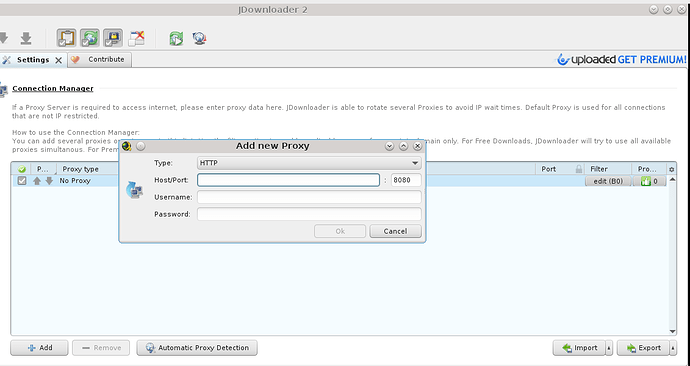 JDownloader 2
Settings
Contribute
uploaded GET PREMIUM!
Connection Manager
If a Proxy Server is required to access internet, please enter proxy data here. JDownloader is able to rotate several Proxies to avoid IP wait times. Default Proxy is used for all connections
that are not IP restricted.
How to use the Connection Manager:
You can add several proxies
domain only. For Free Downloads, JDownloader will try to use all available
proxies simultanous. For Prem
Add new Proxy
Type: HTTP
Host/Port: : 8080
Username:
Password:
Ok Cancel
P... Proxy type Port Filter Pro...
No Proxy edit (B0) 0
Add Remove Automatic Proxy Detection Import Export